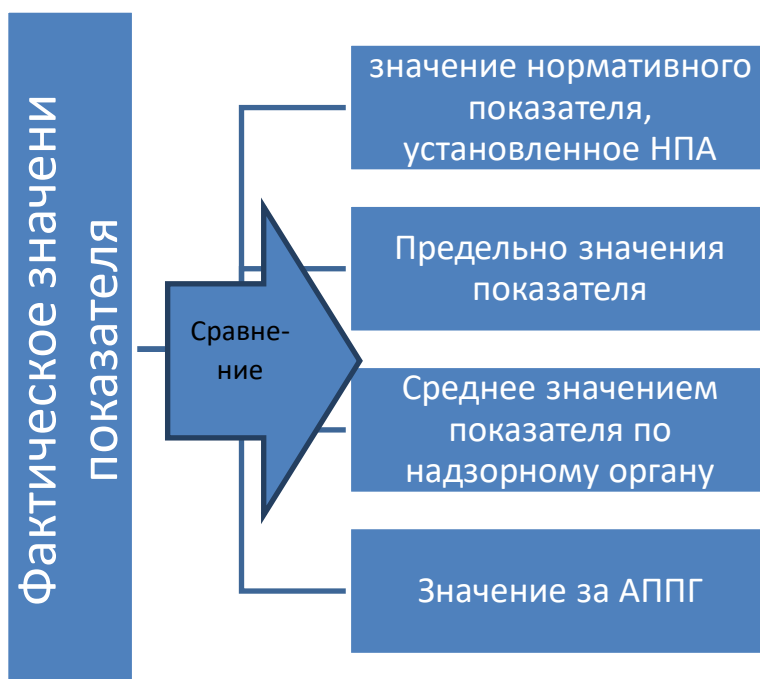 Фактическое значени
показателя
Сравне-
ние
значение нормативного
показателя,
установленное НПА
Предельно значения
показателя
Среднее значением
показателя по
надзорному органу
Значение за АППГ